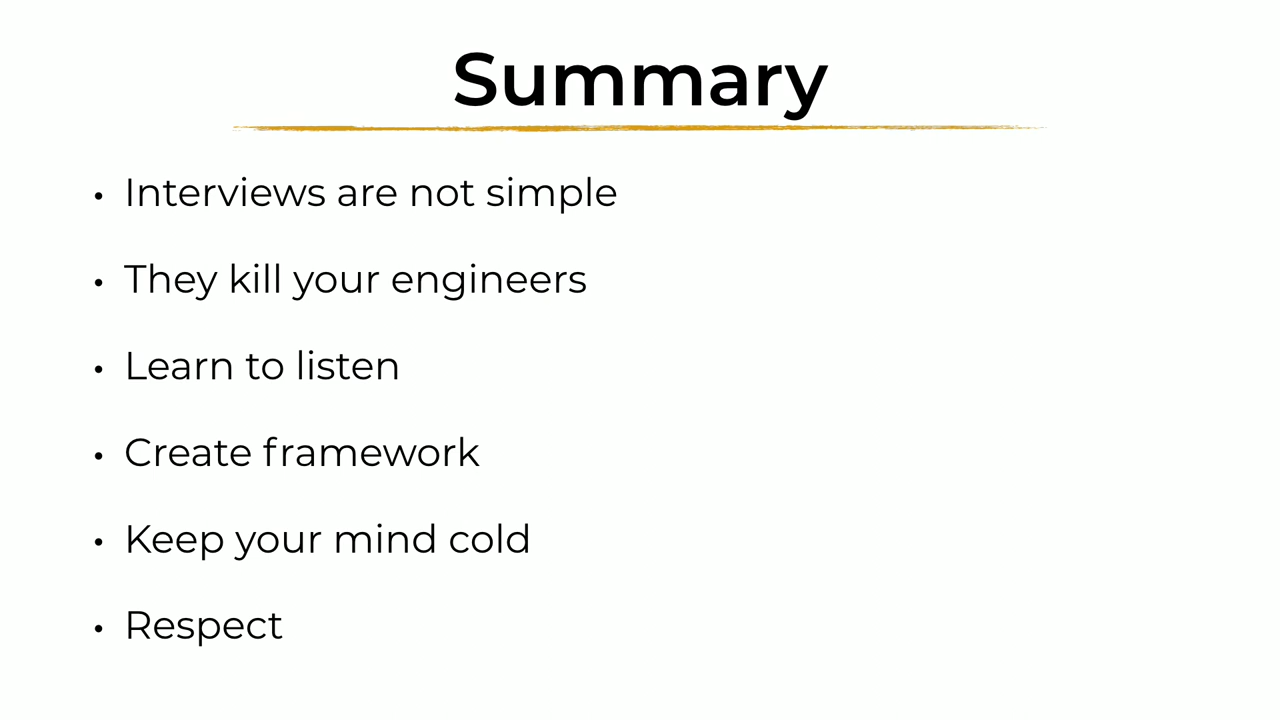 Summary
• Interviews are not simple
• They kill your engineers
• Learn to listen
• Create framework
• Keep your mind cold
• Respect